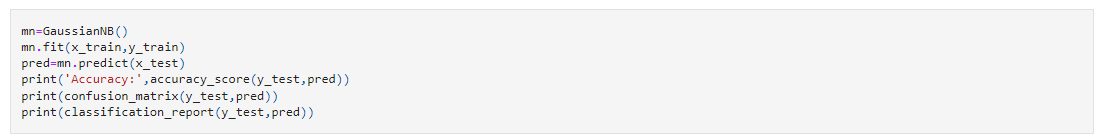 mn=GaussianNB()
mn.fit(x_train,y_train)
pred=mn.predict(x_test)
print('Accuracy:',accuracy_score(y_test,pred))
print(confusion_matrix(y_test,pred))
print(classification_report(y_test,pred))